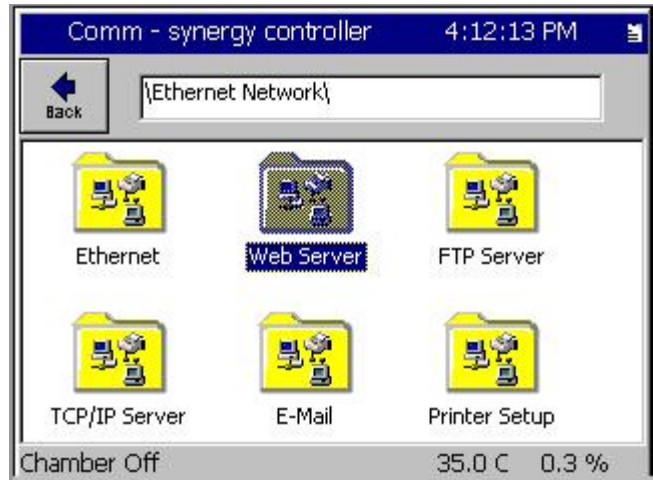 Comm - synergy controller 4:12:13 PM
Back
\Ethernet Network\
Ethernet Web Server FTP Server
TCP/IP Server E-Mail Printer Setup
Chamber Off 35.0 C 0.3 %